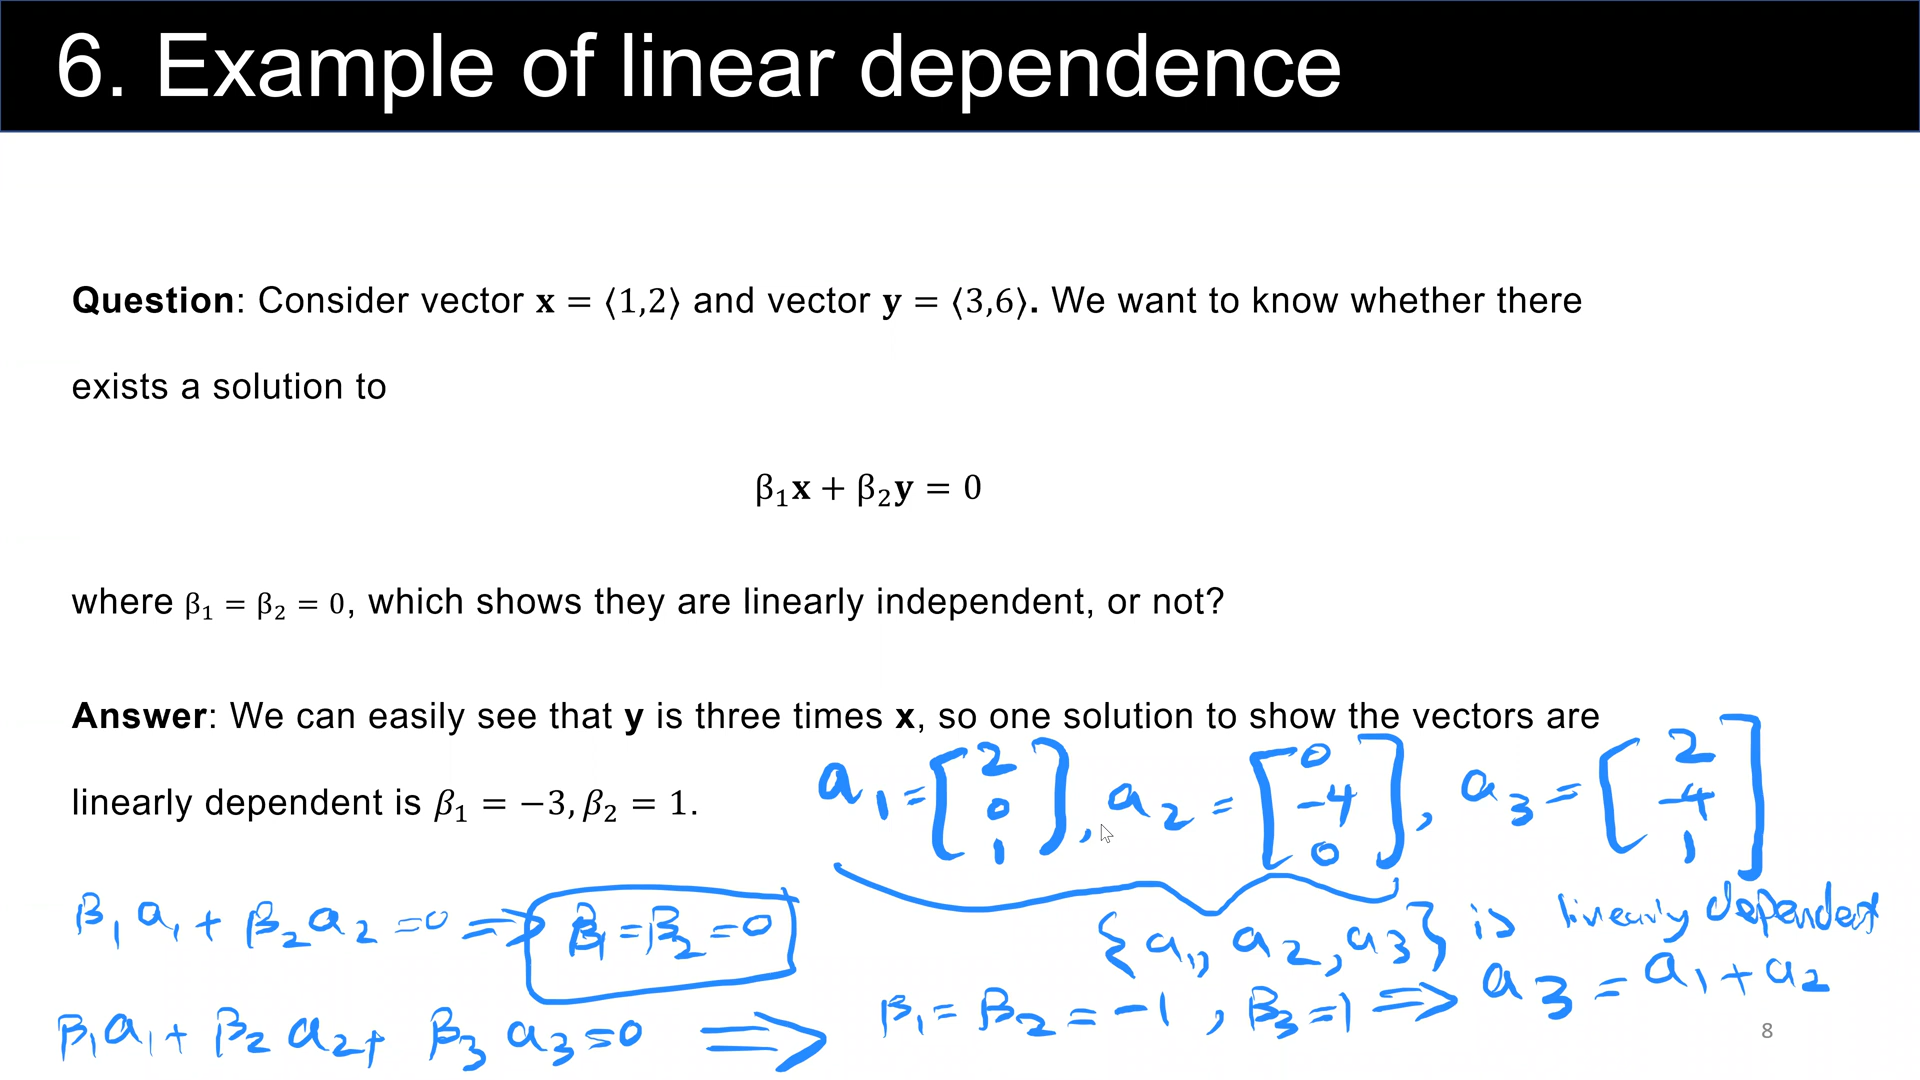 6. Example of linear dependence
Question: Consider vector x = ⟨1,2⟩ and vector y = ⟨3,6⟩. We want to know whether there
exists a solution to
β₁x + β₂y = 0
where β₁ = β₂ = 0, which shows they are linearly independent, or not?
Answer: We can easily see that y is three times x, so one solution to show the vectors are
linearly dependent is β₁ = −3, β₂ = 1.
a₁ = [2 0 1], a₂ = [0 -4 0], a₃ = [2 -4 1]
β₁a₁ + β₂a₂ = 0 ⇒ β₁ = β₂ = 0
{a₁, a₂, a₃} is linearly dependent
β₁a₁ + β₂a₂ + β₃a₃ = 0 ⇒ β₁ = β₂ = -1, β₃ = 1 ⇒ a₃ = a₁ + a₂
8